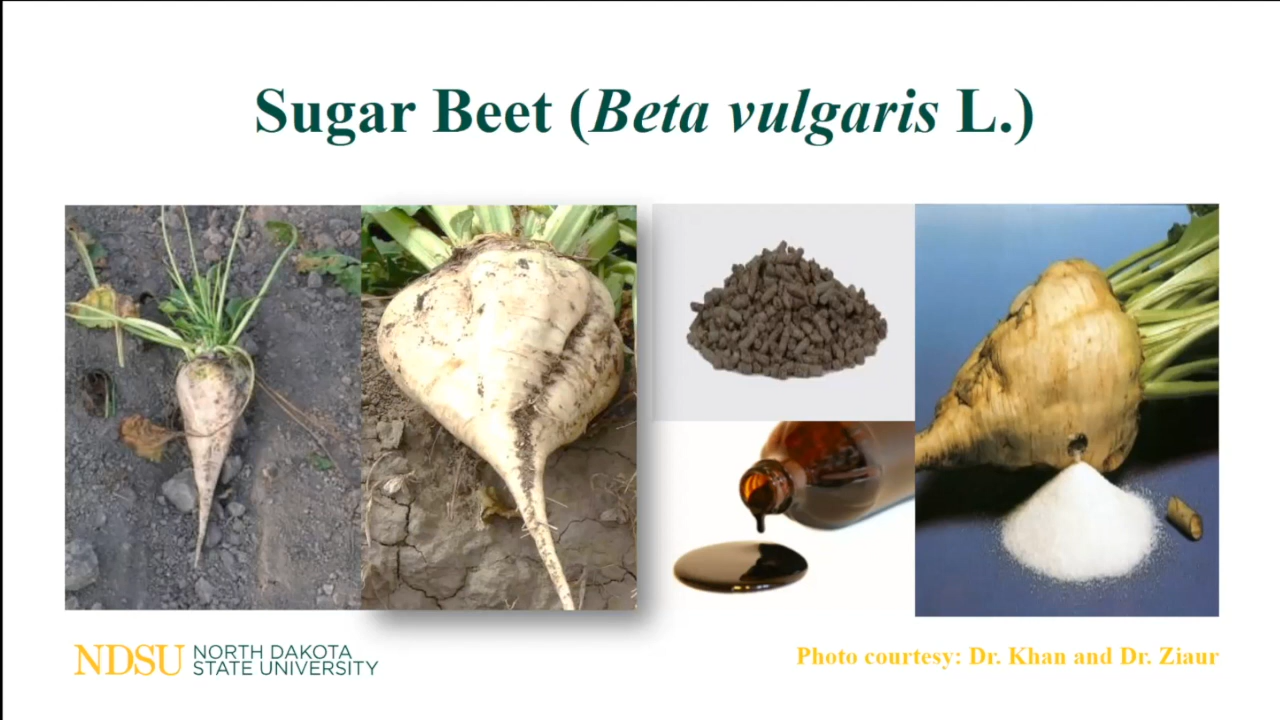 Sugar Beet (Beta vulgaris L.)
NDSU NORTH DAKOTA
STATE UNIVERSITY
Photo courtesy: Dr. Khan and Dr. Ziaur